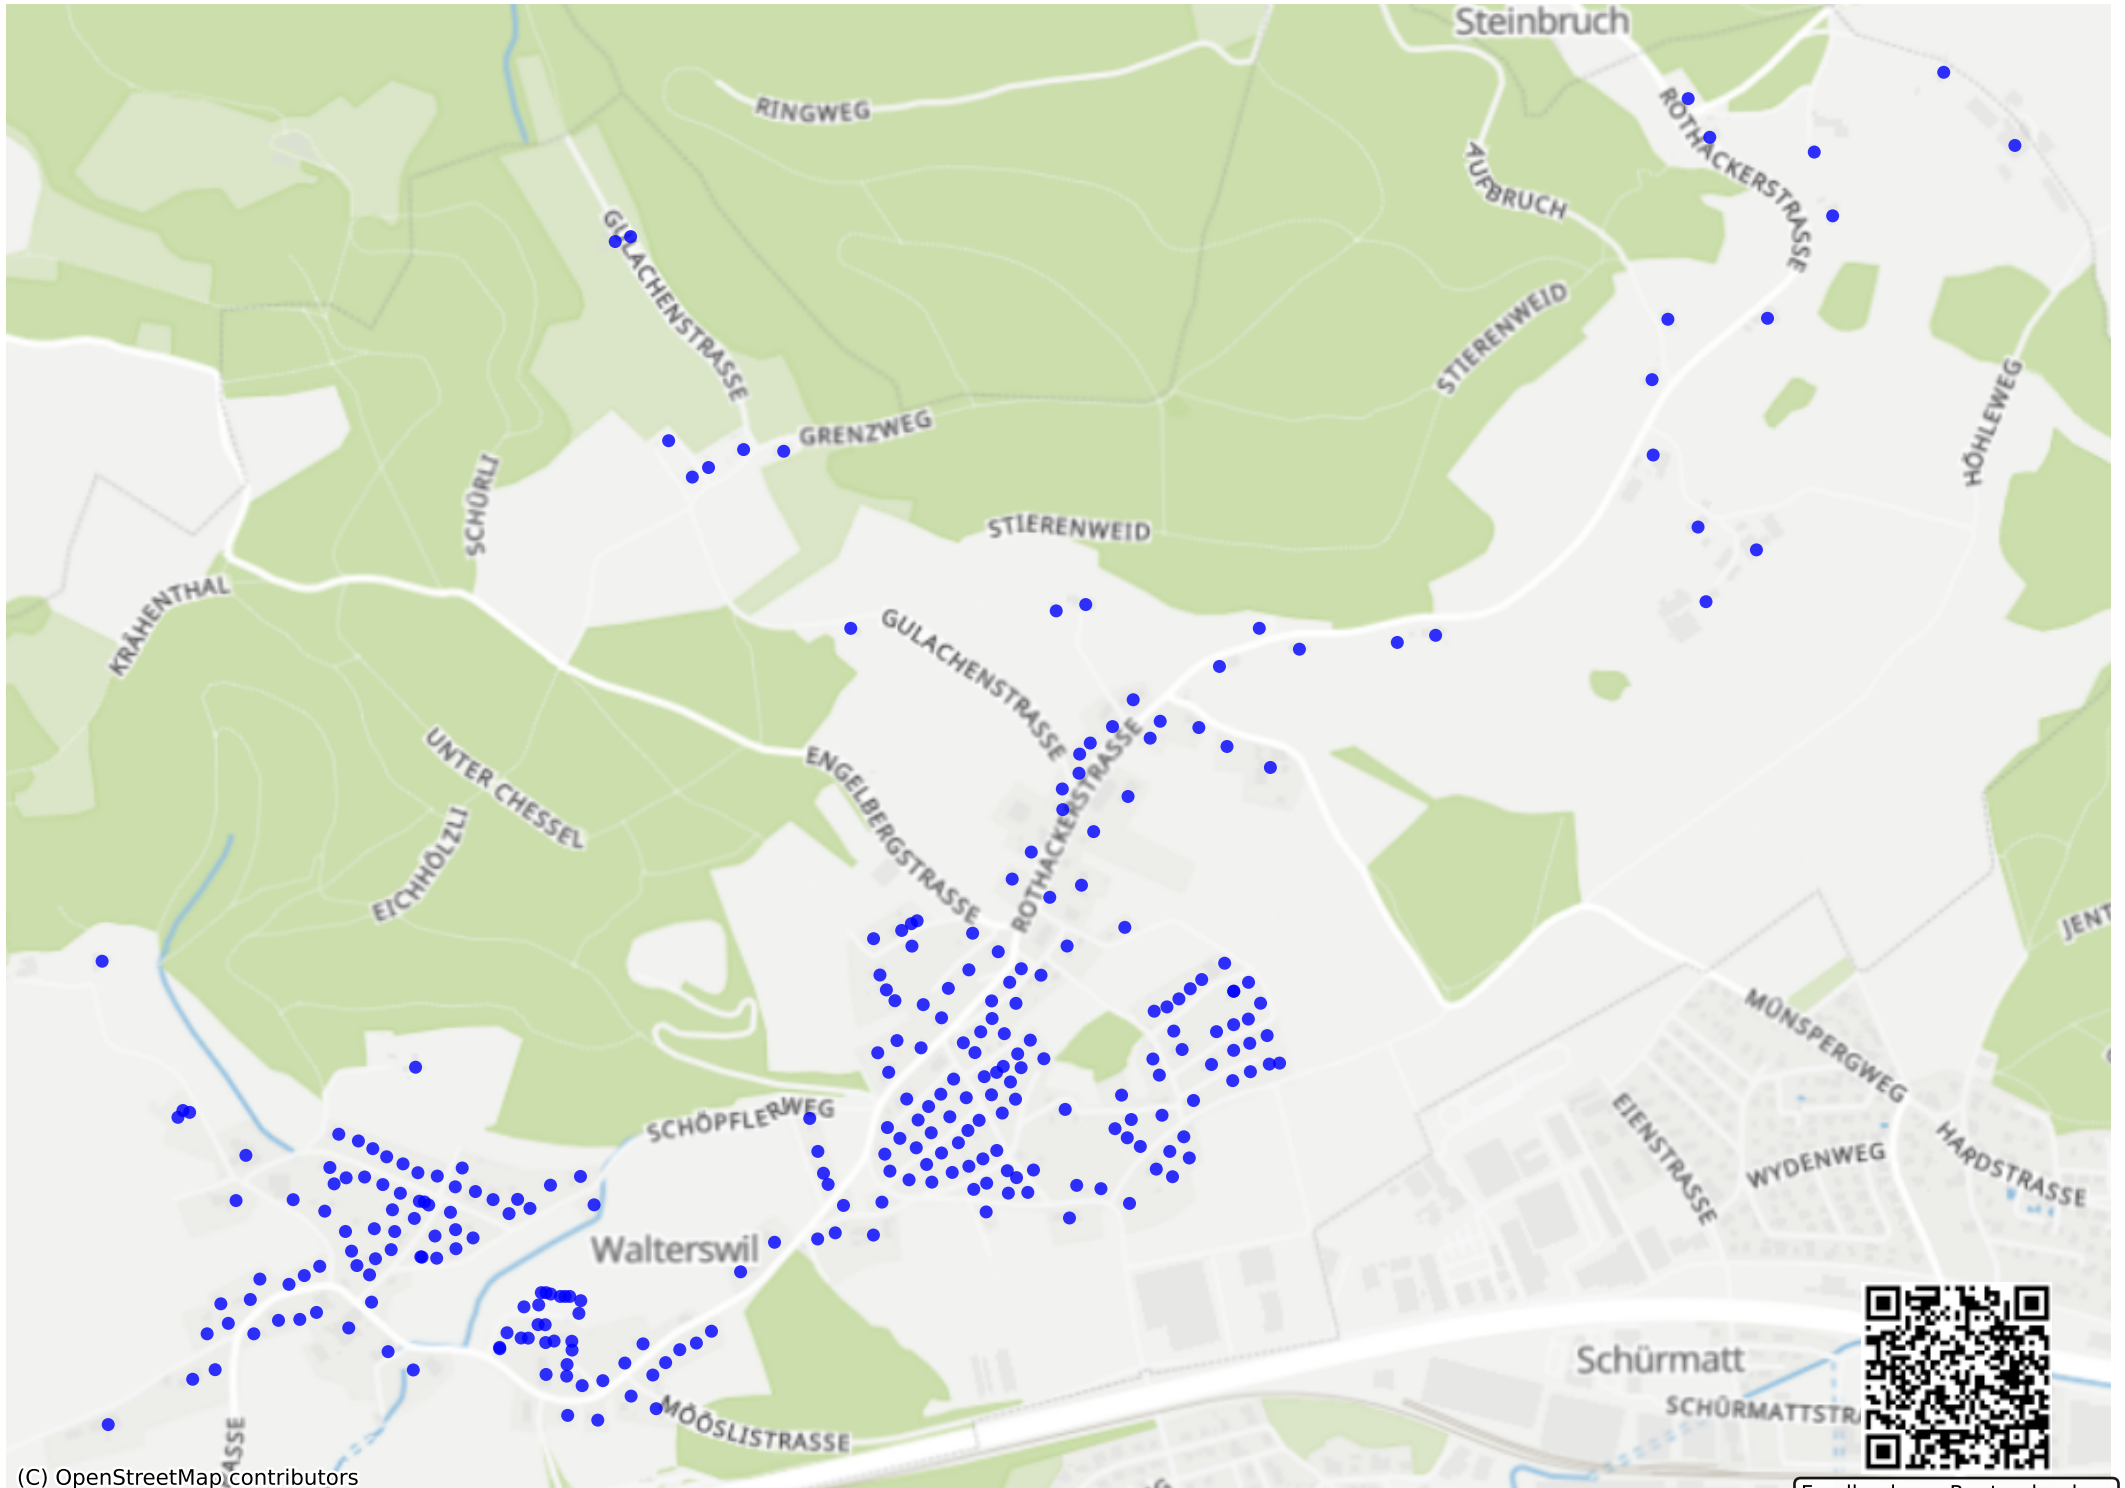 Steinbruch
RINGWEG
ROTHACKERSTRASSE
AUFBRUCH
GULACHENSTRASSE
STIERENWEID
GRENZWEG
HÖHLEWEG
SCHÜRLI
STIERENWEID
KRÄHENTHAL
GULACHENSTRASSE
UNTER CHESSEL
ENGELBERGSTRASSE
ROTHACKERSTRASSE
EICHHÖLZLI
MÜNSPERGWEG
SCHÖPFLERWEG
EIENSTRASSE
WYDENWEG
HARDSTRASSE
Walterswil
Schürmatt
MÖÖSLISTRASSE
(C) OpenStreetMap contributors